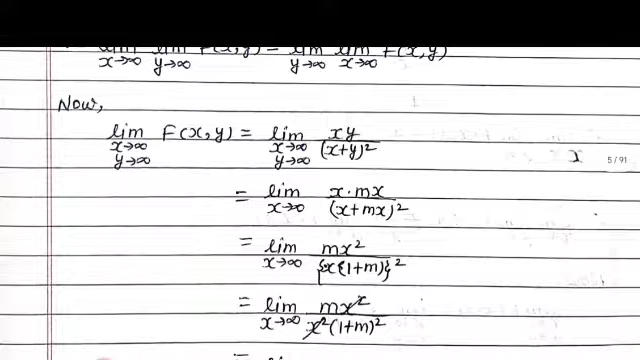 lim x→∞ lim y→∞ F(x,y) = lim y→∞ lim x→∞ F(x,y)
Now,
lim x→∞ y→∞ F(x,y) = lim x→∞ y→∞ xy/(x+y)²
5/91
= lim x→∞ x·mx/(x+mx)²
= lim x→∞ mx²/{x(1+m)}²
= lim x→∞ mx²/x²(1+m)²